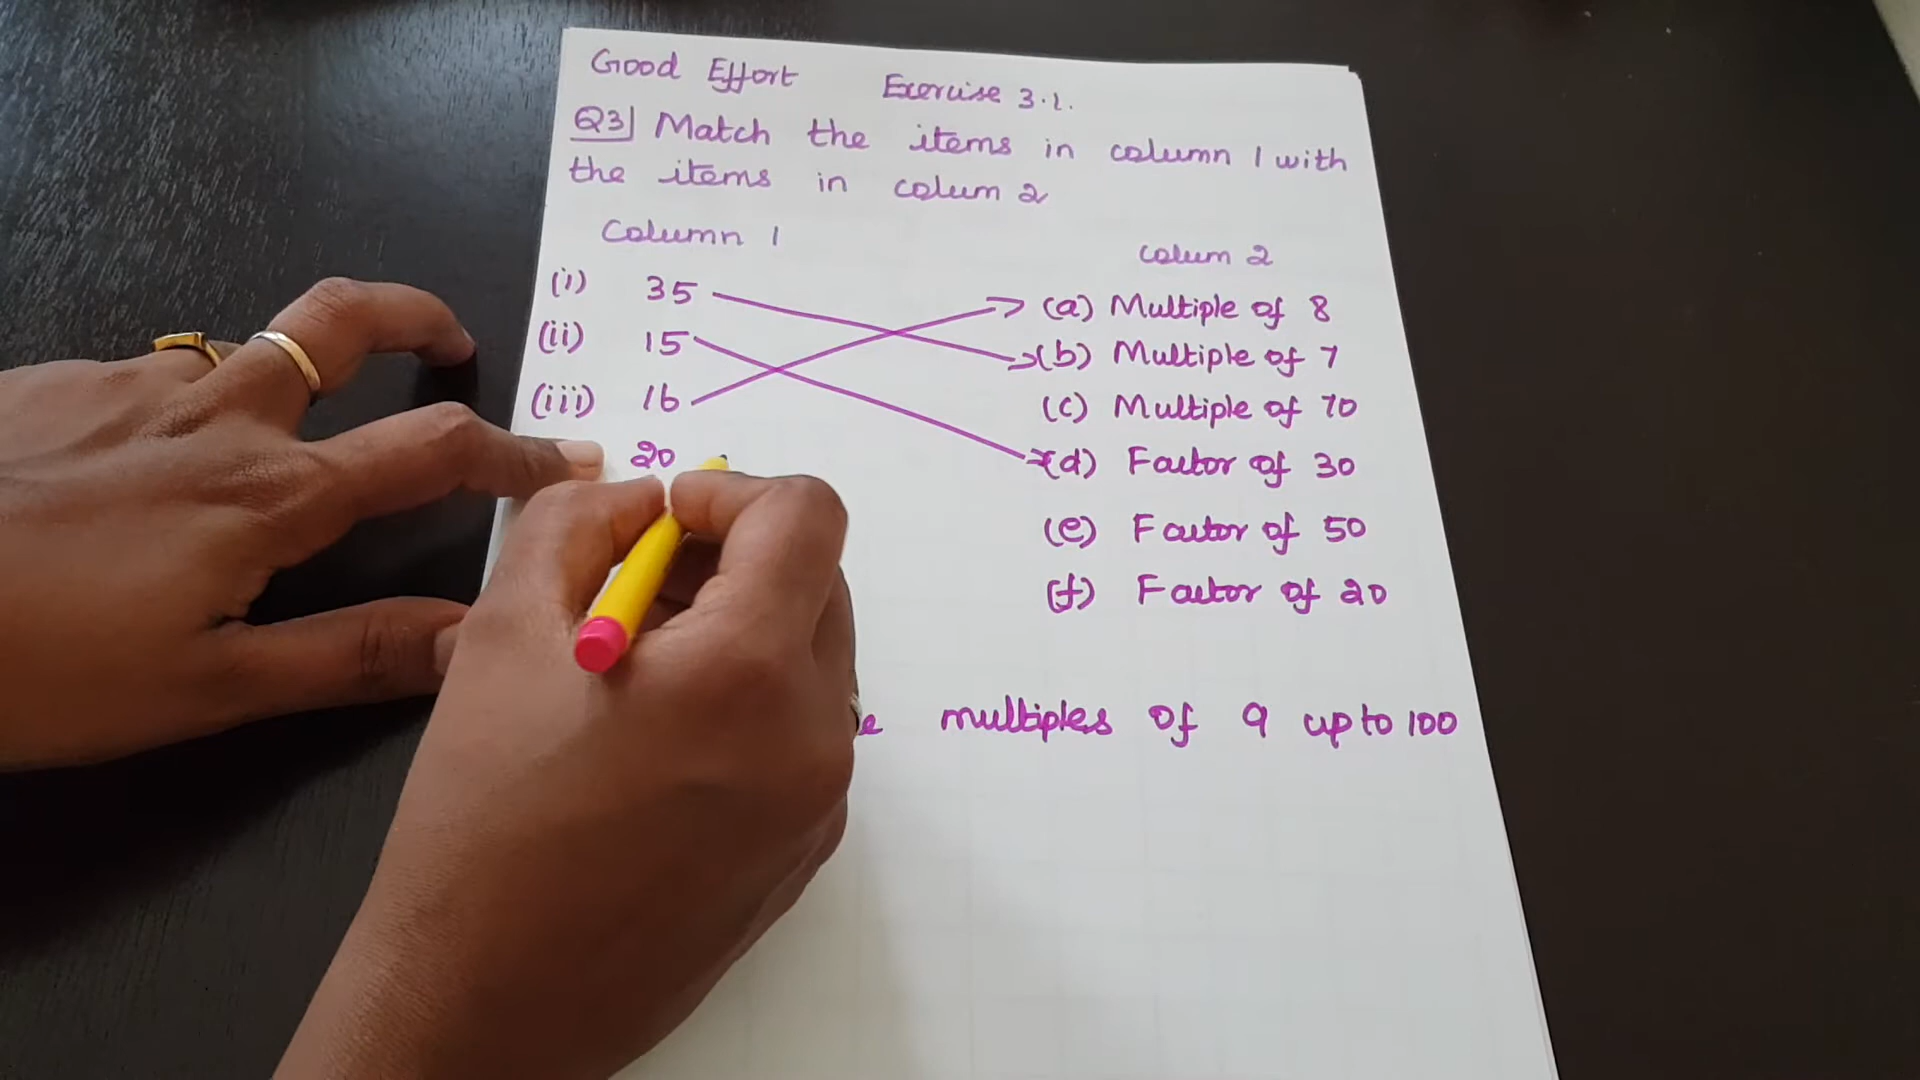 Good Effort Exercise 3.1.
Q3 Match the items in column 1 with
the items in colum 2
Column 1 Colum 2
(i) 35 (a) Multiple of 8
(ii) 15 (b) Multiple of 7
(iii) 16 (c) Multiple of 70
20 (d) Factor of 30
(e) Factor of 50
(f) Factor of 20
multiples of 9 up to 100